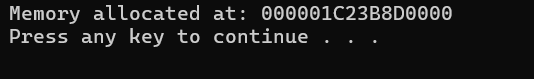 Memory allocated at: 000001C23B8D0000
Press any key to continue . . .